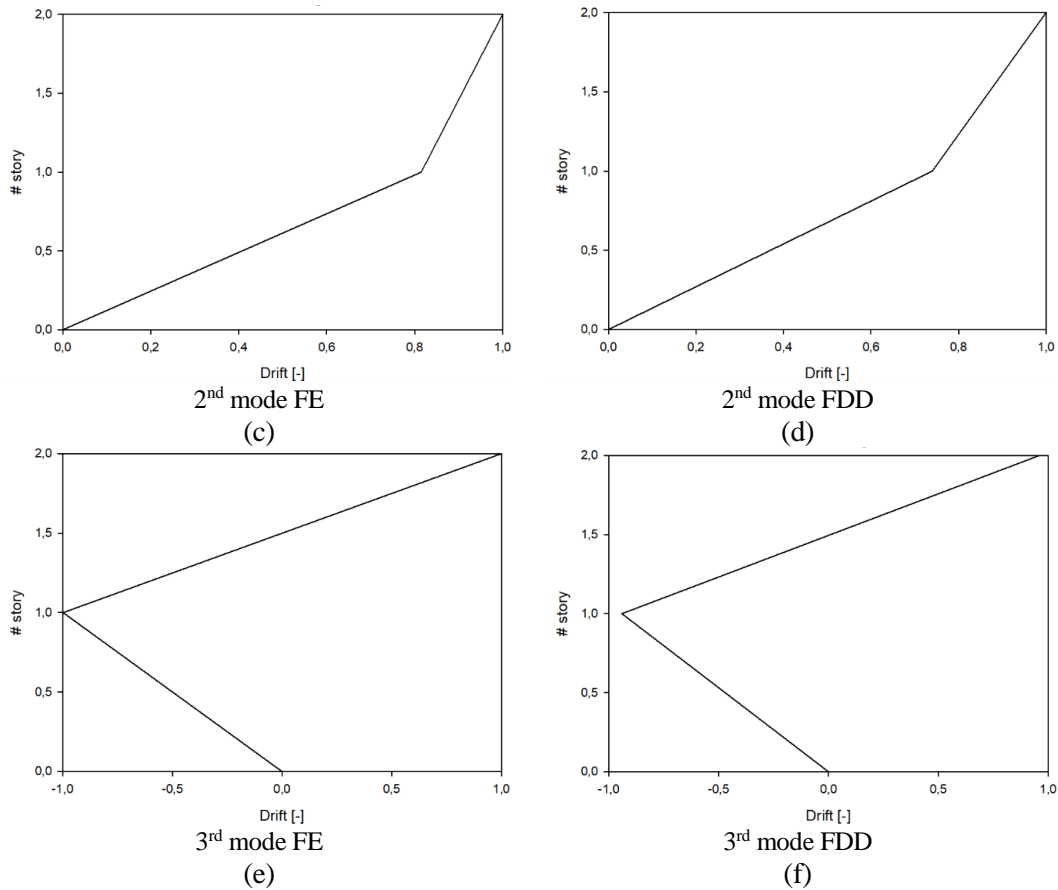 2,0
1,5
1,0
0,5
0,0
# story
0,0 0,2 0,4 0,6 0,8 1,0
Drift [-]
2nd mode FE
(c)
2,0
1,5
1,0
0,5
0,0
# story
0,0 0,2 0,4 0,6 0,8 1,0
Drift [-]
2nd mode FDD
(d)
2,0
1,5
1,0
0,5
0,0
# story
-1,0 -0,5 0,0 0,5 1,0
Drift [-]
3rd mode FE
(e)
2,0
1,5
1,0
0,5
0,0
# story
-1,0 -0,5 0,0 0,5 1,0
Drift [-]
3rd mode FDD
(f)